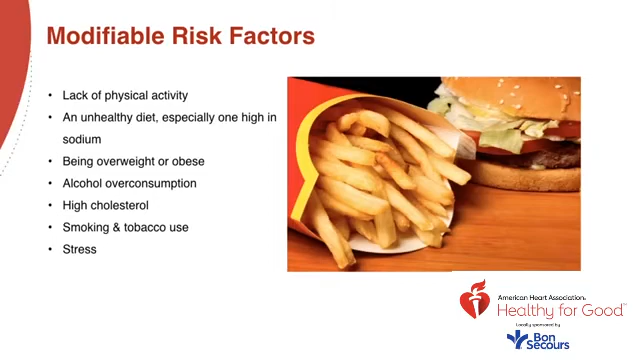 Modifiable Risk Factors
• Lack of physical activity
• An unhealthy diet, especially one high in
sodium
• Being overweight or obese
• Alcohol overconsumption
• High cholesterol
• Smoking & tobacco use
• Stress
American Heart Association®
Healthy for Good™
Locally sponsored by
Bon
Secours